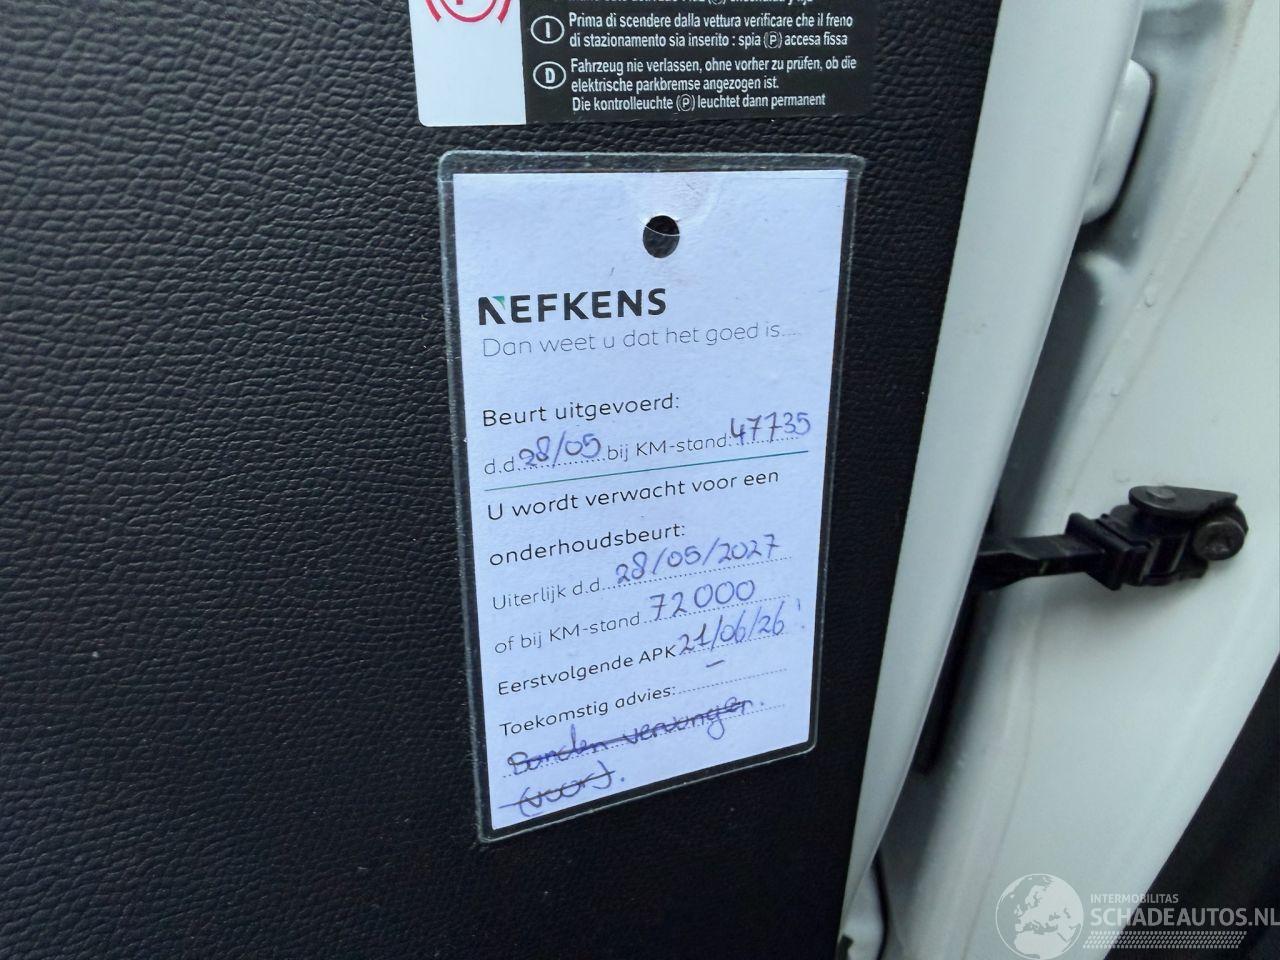 Prima di scendere dalla vettura verificare che il freno
I
di stazionamento sia inserito : spia (P) accesa fissa
Fahrzeug nie verlassen, ohne vorher zu prüfen, ob die
D
elektrische parkbremse angezogen ist.
Die kontrolleuchte (P) leuchtet dann permanent
NEFKENS
Dan weet u dat het goed is....
Beurt uitgevoerd:
d.d. 28/05 bij KM-stand: 47735
U wordt verwacht voor een
onderhoudsbeurt:
Uiterlijk d.d. 28/05/2027
of bij KM-stand 72000
Eerstvolgende APK 21/06/26!
Toekomstig advies: –
Banden vervangen.
(voor).
INTERMOBILITAS
SCHADEAUTOS.NL